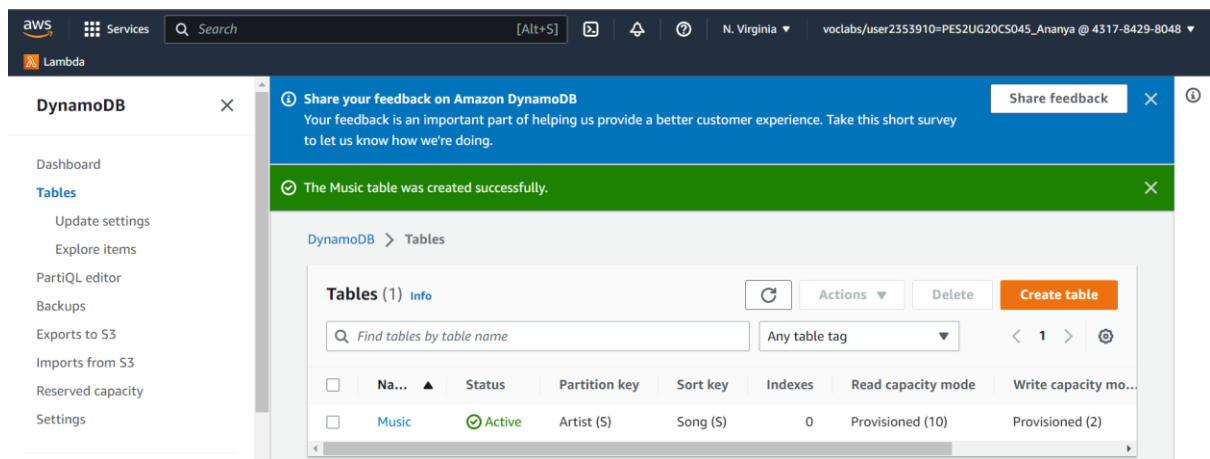 aws Services Search [Alt+S] N. Virginia ▼ voclabs/user2353910=PES2UG20CS045_Ananya @ 4317-8429-8048 ▼
Lambda
DynamoDB
Dashboard
Tables
Update settings
Explore items
PartiQL editor
Backups
Exports to S3
Imports from S3
Reserved capacity
Settings
Share your feedback on Amazon DynamoDB
Your feedback is an important part of helping us provide a better customer experience. Take this short survey
to let us know how we're doing.
Share feedback
The Music table was created successfully.
DynamoDB > Tables
Tables (1) Info
Actions ▼ Delete Create table
Find tables by table name Any table tag ▼ < 1 >
Na... ▲ Status Partition key Sort key Indexes Read capacity mode Write capacity mo...
Music Active Artist (S) Song (S) 0 Provisioned (10) Provisioned (2)